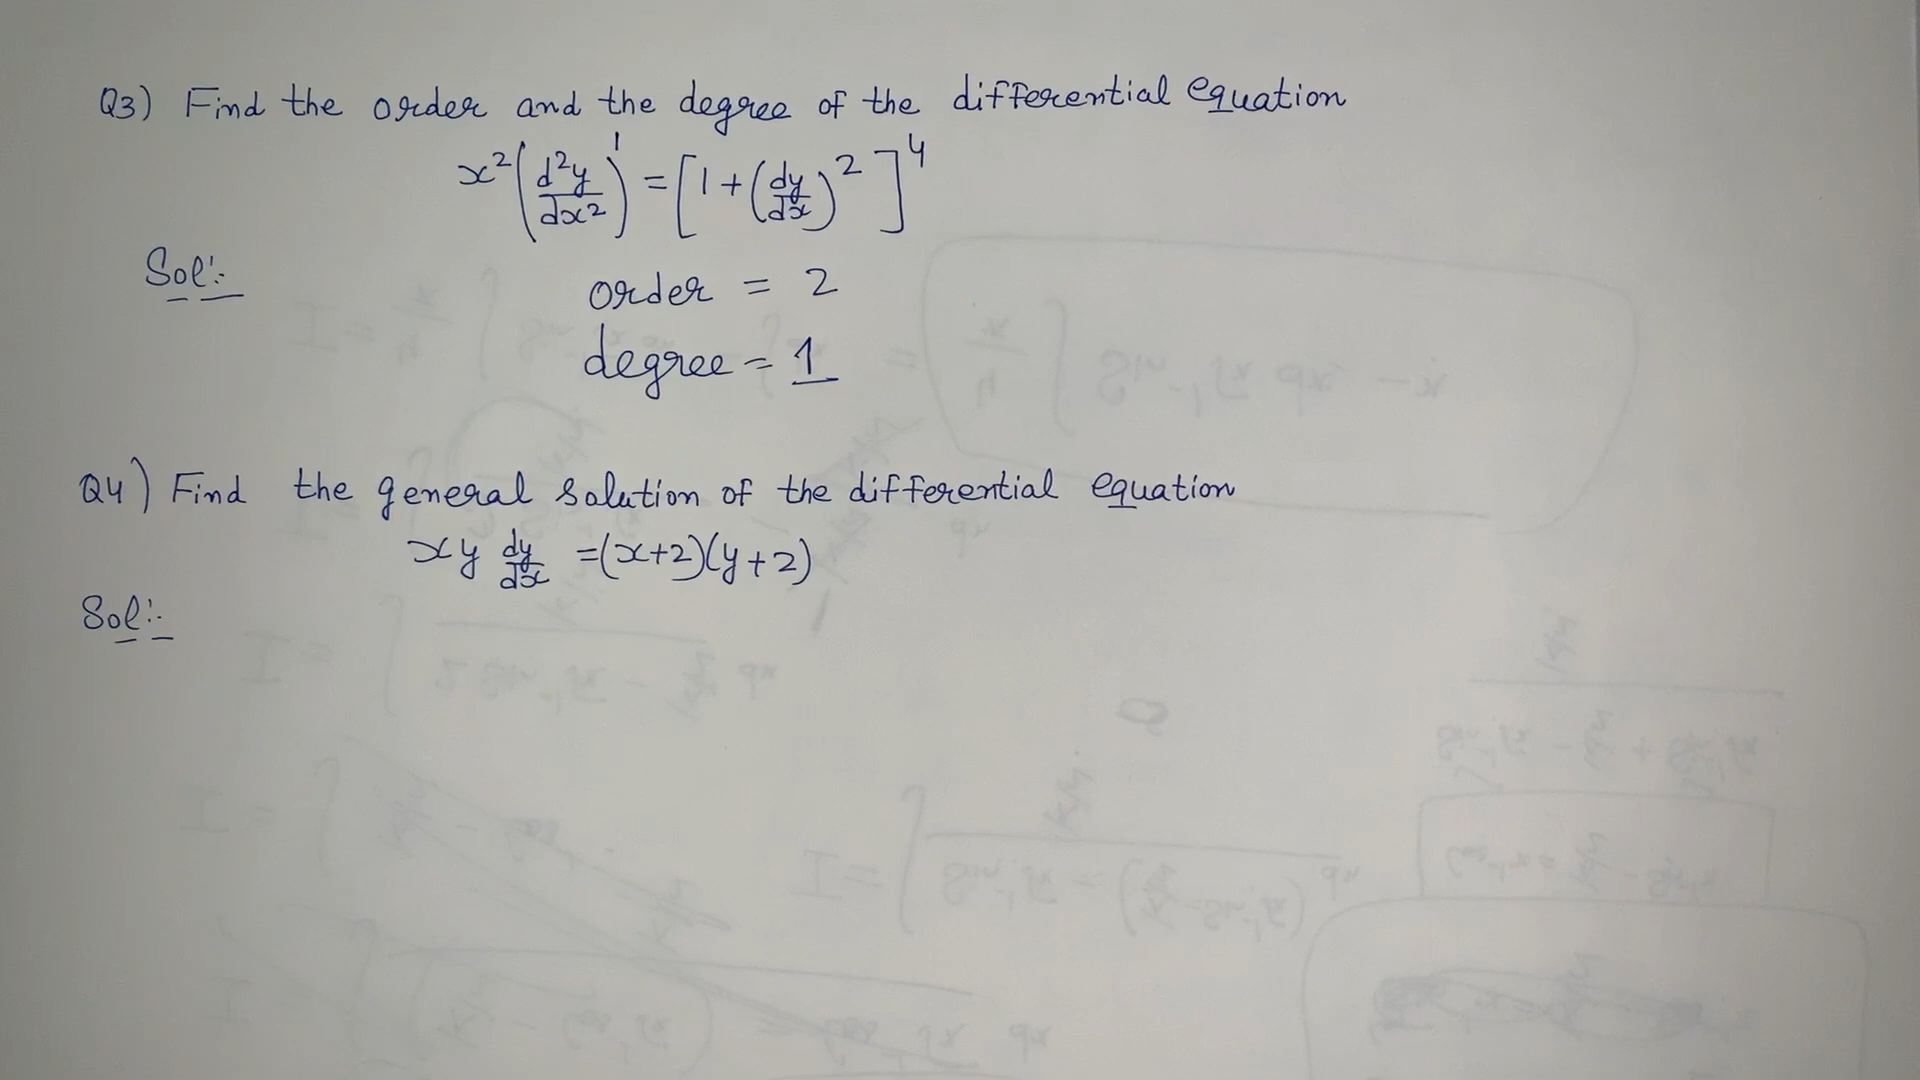 Q3) Find the order and the degree of the differential equation
x²(d²y/dx²)¹ = [1+(dy/dx)²]⁴
Sol:-
order = 2
degree = 1
Q4) Find the general solution of the differential equation
xy dy/dx = (x+2)(y+2)
Sol:-